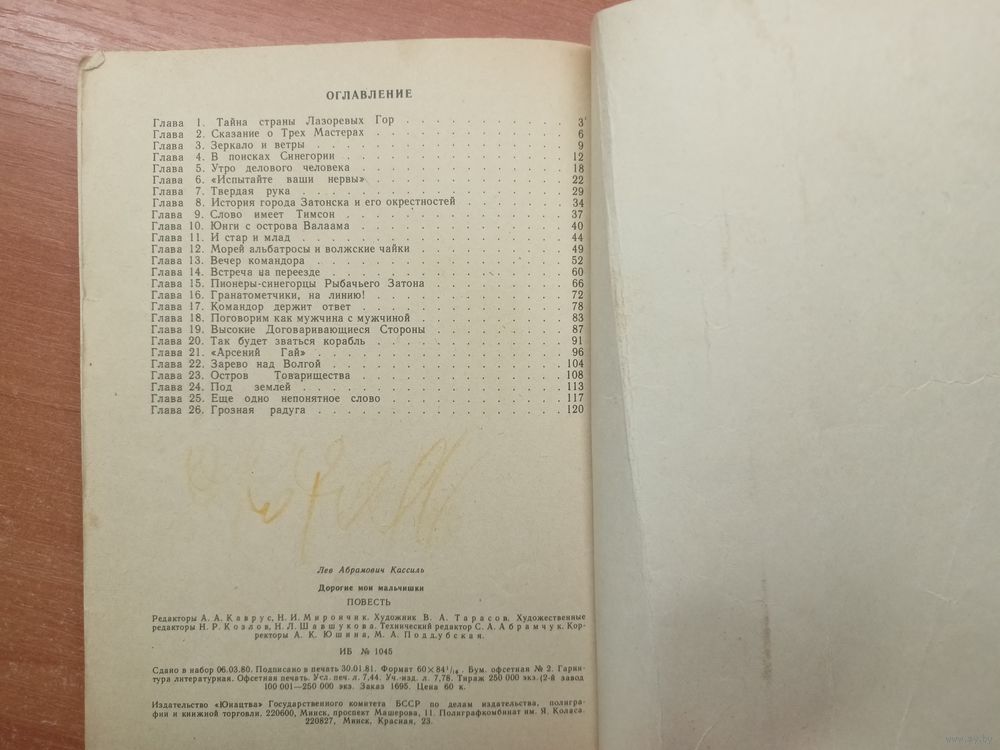 ОГЛАВЛЕНИЕ
Глава 1. Тайна страны Лазоревых Гор . . . . . . . . . . . 3
Глава 2. Сказание о Трех Мастерах . . . . . . . . . . . . . 6
Глава 3. Зеркало и ветры . . . . . . . . . . . . . . . . . 9
Глава 4. В поисках Синегории . . . . . . . . . . . . . . . 12
Глава 5. Утро делового человека . . . . . . . . . . . . . . 18
Глава 6. «Испытайте ваши нервы» . . . . . . . . . . . . . 22
Глава 7. Твердая рука . . . . . . . . . . . . . . . . . . 29
Глава 8. История города Затонска и его окрестностей . . . . . . . 34
Глава 9. Слово имеет Тимсон . . . . . . . . . . . . . . . 37
Глава 10. Юнги с острова Валаама . . . . . . . . . . . . . . 40
Глава 11. И стар и млад . . . . . . . . . . . . . . . . . . 44
Глава 12. Морей альбатросы и волжские чайки . . . . . . . . . . 49
Глава 13. Вечер командора . . . . . . . . . . . . . . . . . 52
Глава 14. Встреча на переезде . . . . . . . . . . . . . . . . 60
Глава 15. Пионеры-синегорцы Рыбачьего Затона . . . . . . . . . 66
Глава 16. Гранатометчики, на линию! . . . . . . . . . . . . . 72
Глава 17. Командор держит ответ . . . . . . . . . . . . . . 78
Глава 18. Поговорим как мужчина с мужчиной . . . . . . . . . . 83
Глава 19. Высокие Договаривающиеся Стороны . . . . . . . . . 87
Глава 20. Так будет зваться корабль . . . . . . . . . . . . . 91
Глава 21. «Арсений Гай» . . . . . . . . . . . . . . . . . 96
Глава 22. Зарево над Волгой . . . . . . . . . . . . . . . . 104
Глава 23. Остров Товарищества . . . . . . . . . . . . . . 108
Глава 24. Под землей . . . . . . . . . . . . . . . . . . 113
Глава 25. Еще одно непонятное слово . . . . . . . . . . . . 117
Глава 26. Грозная радуга . . . . . . . . . . . . . . . . . 120
Лев Абрамович Кассиль
Дорогие мои мальчишки
ПОВЕСТЬ
Редакторы А. А. Каврус, Н. И. Мирончик. Художник В. А. Тарасов. Художественные
редакторы Н. Р. Козлов, Н. Л. Шавшукова. Технический редактор С. А. Абрамчук. Кор-
ректоры А. К. Юшина, М. А. Поддубская.
ИБ № 1045
Сдано в набор 06.03.80. Подписано в печать 30.01.81. Формат 60×84¹/₁₆. Бум. офсетная № 2. Гарни-
тура литературная. Офсетная печать. Усл. печ. л. 7,44. Уч.-изд. л. 7,78. Тираж 250 000 экз. (2-й завод
100 001—250 000 экз. Заказ 1695. Цена 60 к.
Издательство «Юнацтва» Государственного комитета БССР по делам издательства, полигра-
фии и книжной торговли. 220600, Минск, проспект Машерова, 11. Полиграфкомбинат им. Я. Коласа.
220827, Минск, Красная, 23.
www.ay.by